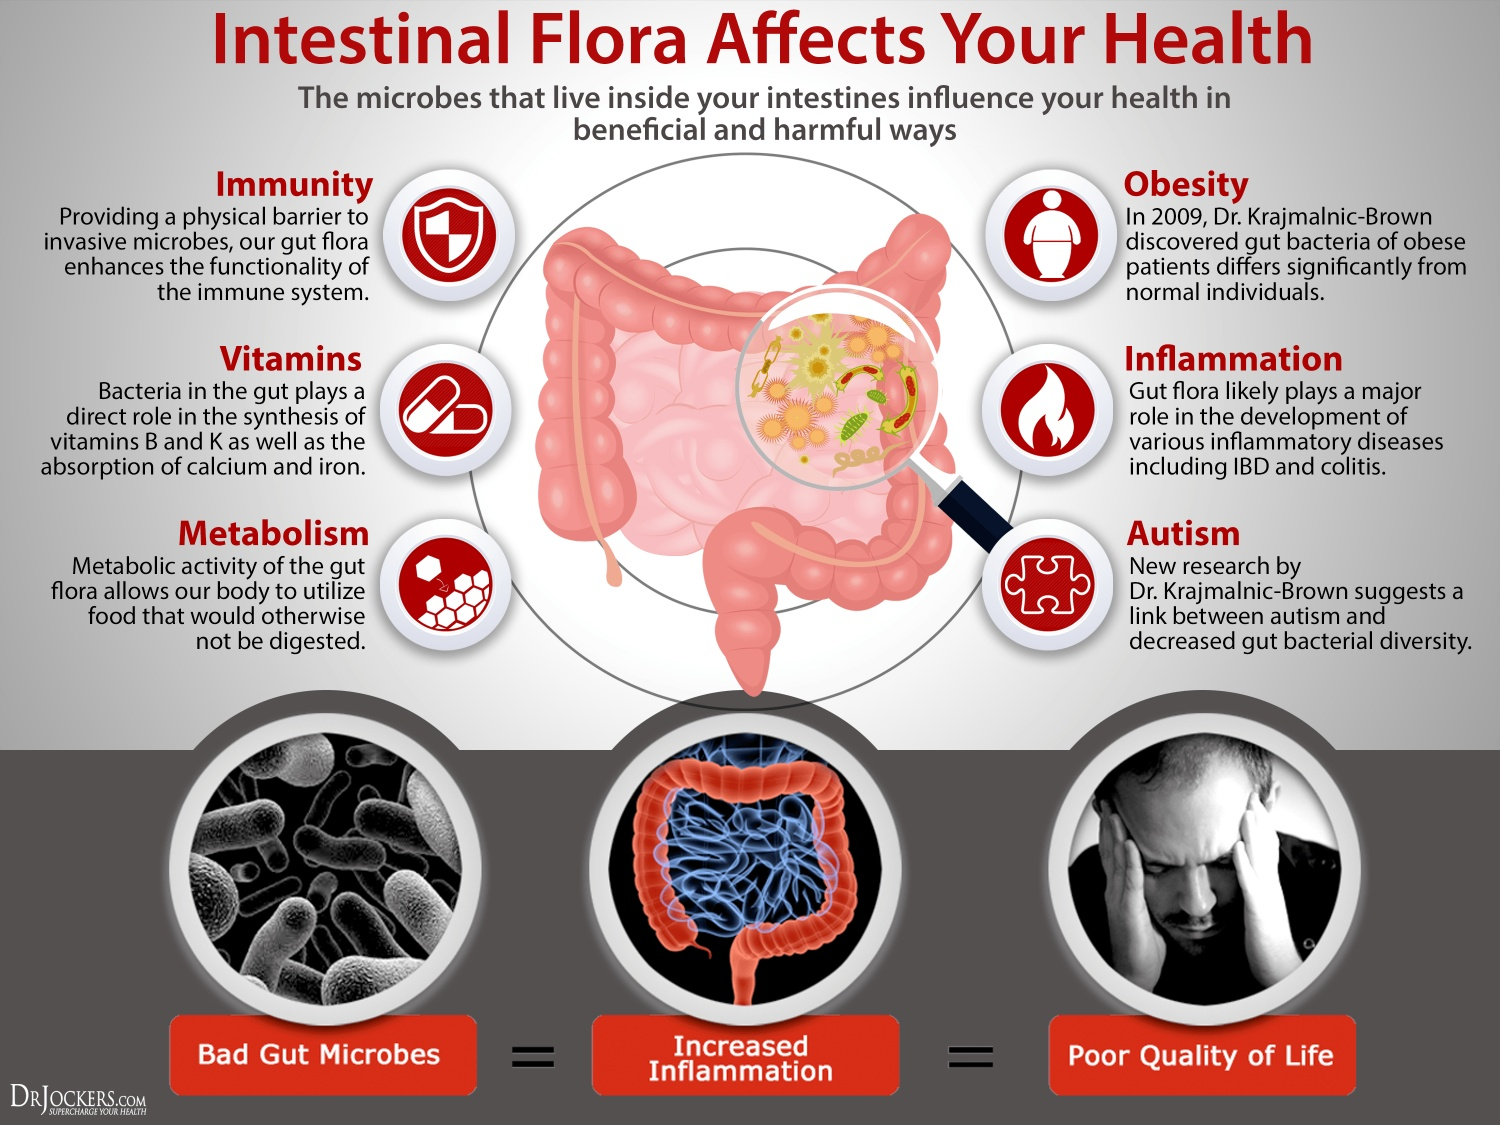 Intestinal Flora Affects Your Health
The microbes that live inside your intestines influence your health in
beneficial and harmful ways
Immunity
Providing a physical barrier to
invasive microbes, our gut flora
enhances the functionality of
the immune system.
Vitamins
Bacteria in the gut plays a
direct role in the synthesis of
vitamins B and K as well as the
absorption of calcium and iron.
Metabolism
Metabolic activity of the gut
flora allows our body to utilize
food that would otherwise
not be digested.
Obesity
In 2009, Dr. Krajmalnic-Brown
discovered gut bacteria of obese
patients differs significantly from
normal individuals.
Inflammation
Gut flora likely plays a major
role in the development of
various inflammatory diseases
including IBD and colitis.
Autism
New research by
Dr. Krajmalnic-Brown suggests a
link between autism and
decreased gut bacterial diversity.
Bad Gut Microbes
=
Increased
Inflammation
=
Poor Quality of Life
DrJockers.com
SUPERCHARGE YOUR HEALTH